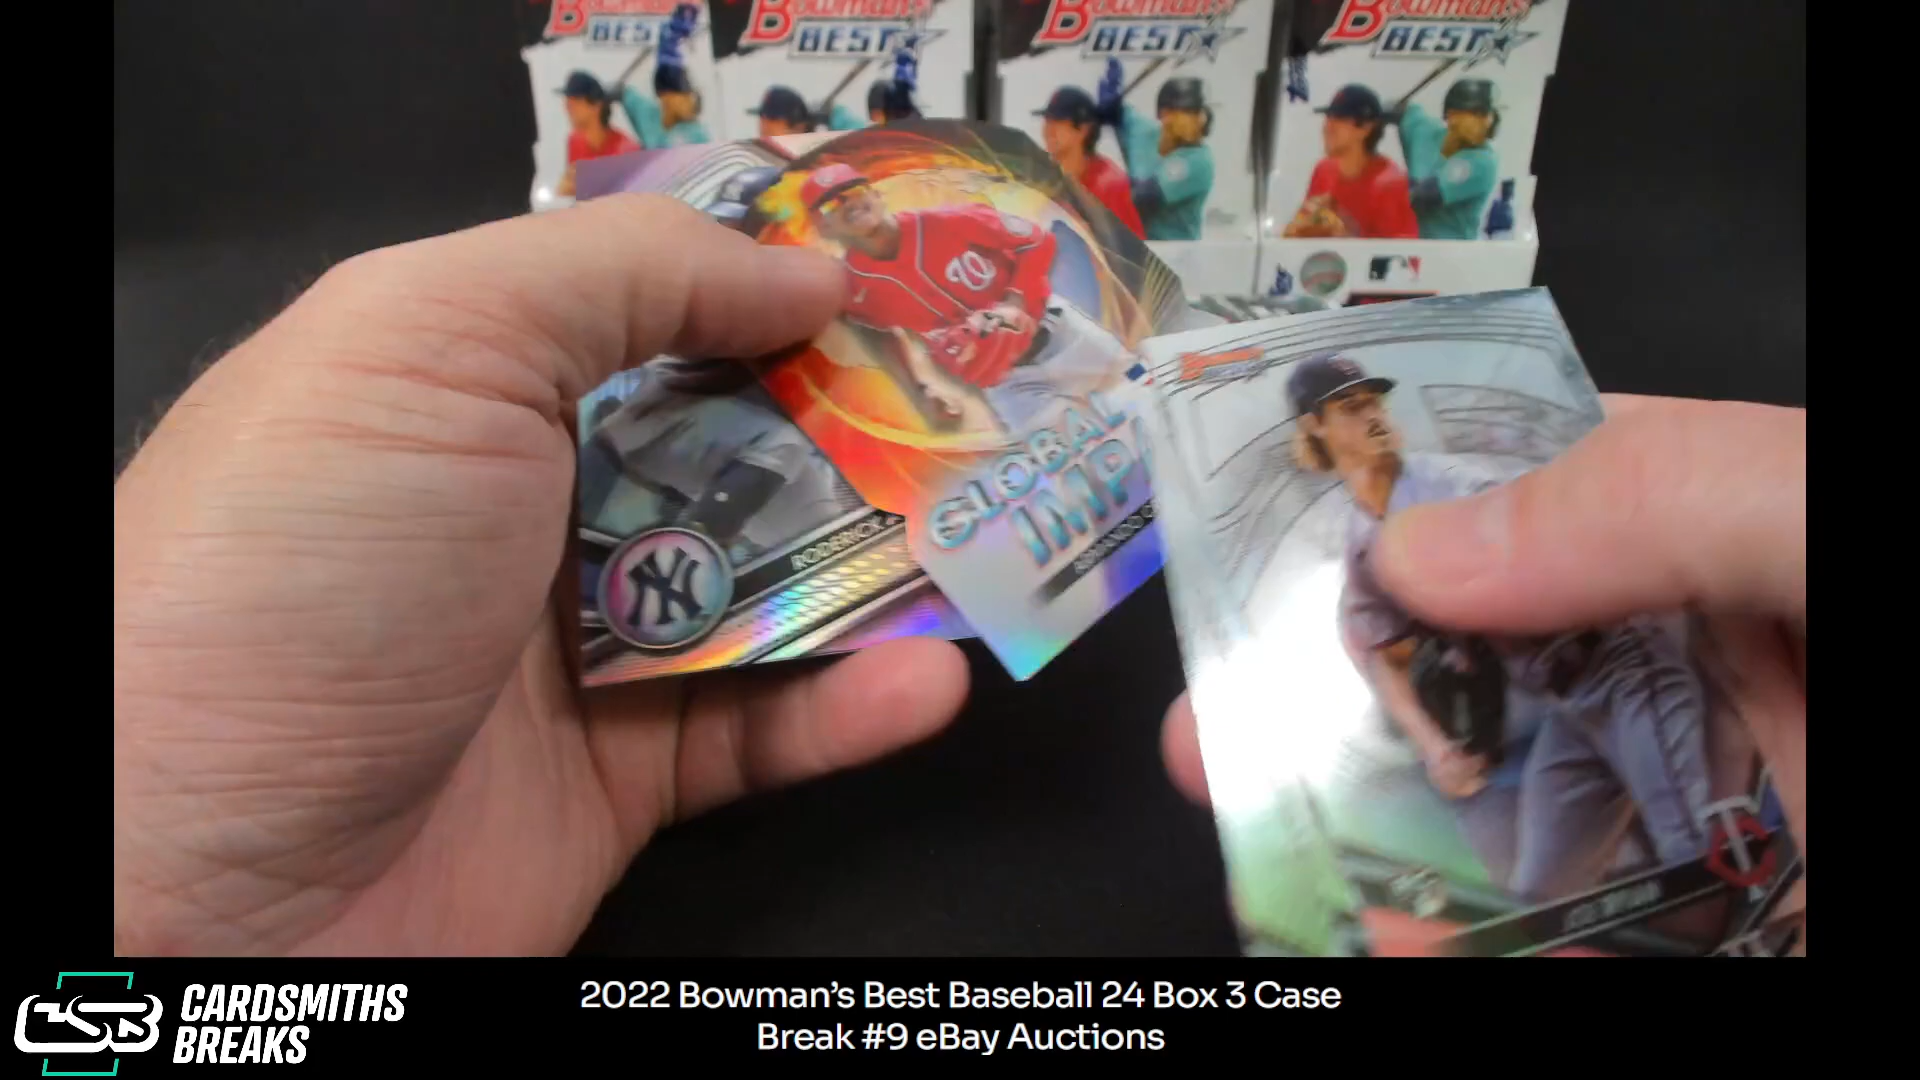 Bowman's
BEST
Bowman's
BEST
Bowman's
BEST
Bowman's
BEST
GLOBAL
RODERICK
CARDSMITHS
BREAKS
2022 Bowman's Best Baseball 24 Box 3 Case
Break #9 eBay Auctions